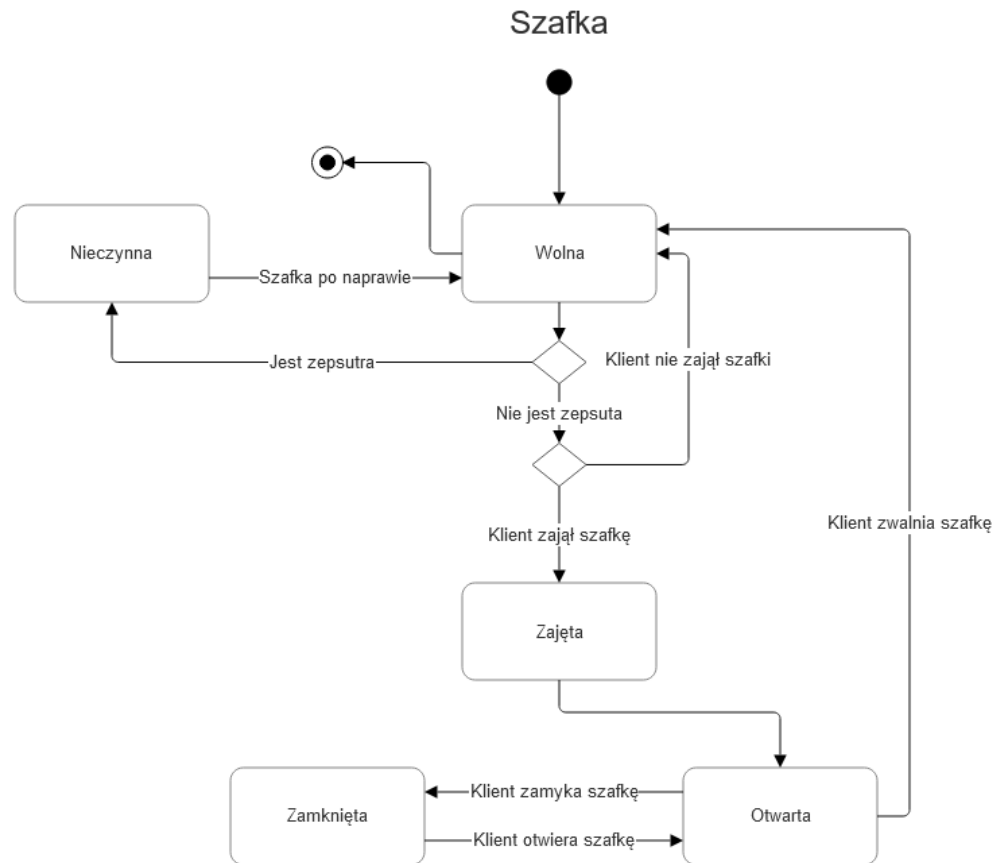 Szafka
Nieczynna
Wolna
Szafka po naprawie
Jest zepsutra
Klient nie zajął szafki
Nie jest zepsuta
Klient zajął szafkę
Klient zwalnia szafkę
Zajęta
Klient zamyka szafkę
Zamknięta
Otwarta
Klient otwiera szafkę